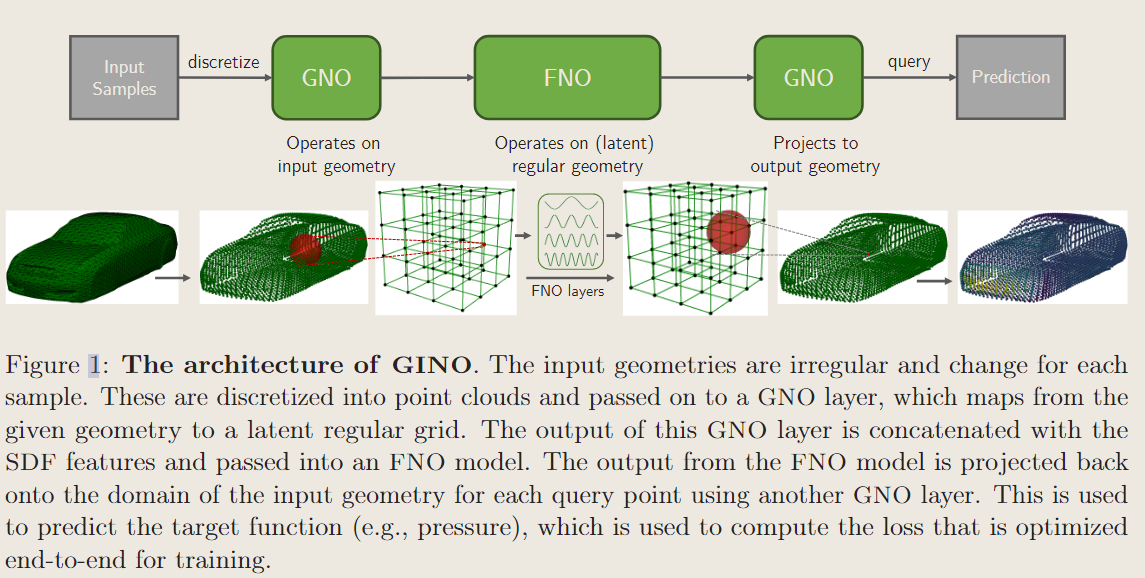 Input
Samples
discretize
GNO
FNO
GNO
query
Prediction
Operates on
input geometry
Operates on (latent)
regular geometry
Projects to
output geometry
FNO layers
Figure 1: The architecture of GINO. The input geometries are irregular and change for each
sample. These are discretized into point clouds and passed on to a GNO layer, which maps from the
given geometry to a latent regular grid. The output of this GNO layer is concatenated with the
SDF features and passed into an FNO model. The output from the FNO model is projected back
onto the domain of the input geometry for each query point using another GNO layer. This is used
to predict the target function (e.g., pressure), which is used to compute the loss that is optimized
end-to-end for training.